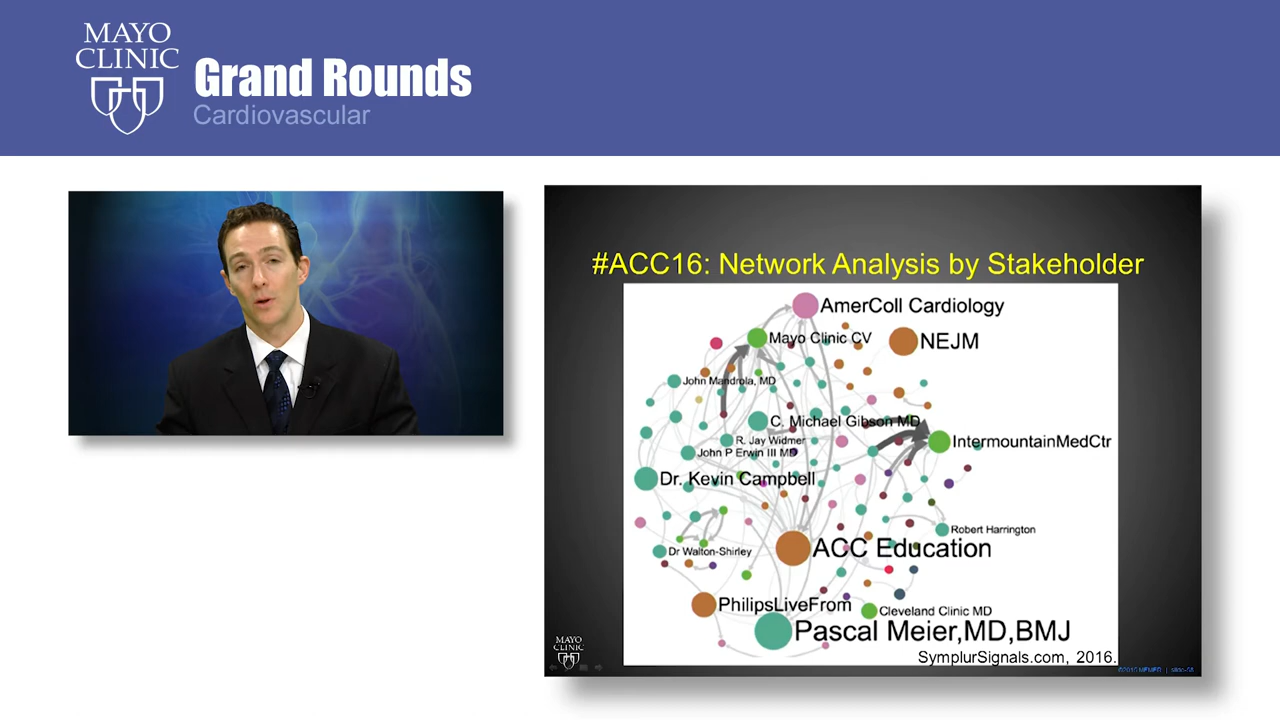 MAYO
CLINIC
Grand Rounds
Cardiovascular
#ACC16: Network Analysis by Stakeholder
AmerColl Cardiology
Mayo Clinic CV
NEJM
John Mandrola, MD
C. Michael Gibson MD
R. Jay Widmer
IntermountainMedCtr
John P Erwin III MD
Dr. Kevin Campbell
Robert Harrington
ACC Education
Dr Walton-Shirley
PhilipsLiveFrom
Cleveland Clinic MD
Pascal Meier,MD,BMJ
SymplurSignals.com, 2016.
MAYO
CLINIC